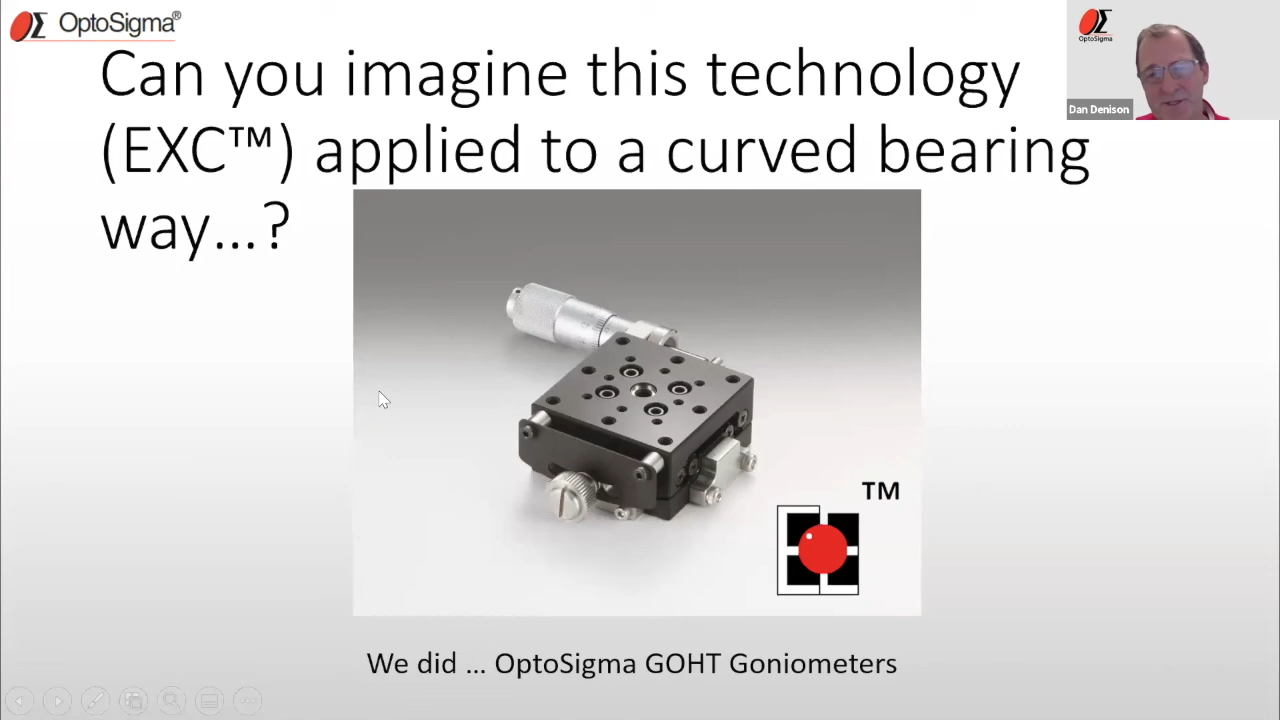 OptoSigma®
Can you imagine this technology
(EXC™) applied to a curved bearing
way...?
OptoSigma
Dan Denison
TM
We did ... OptoSigma GOHT Goniometers